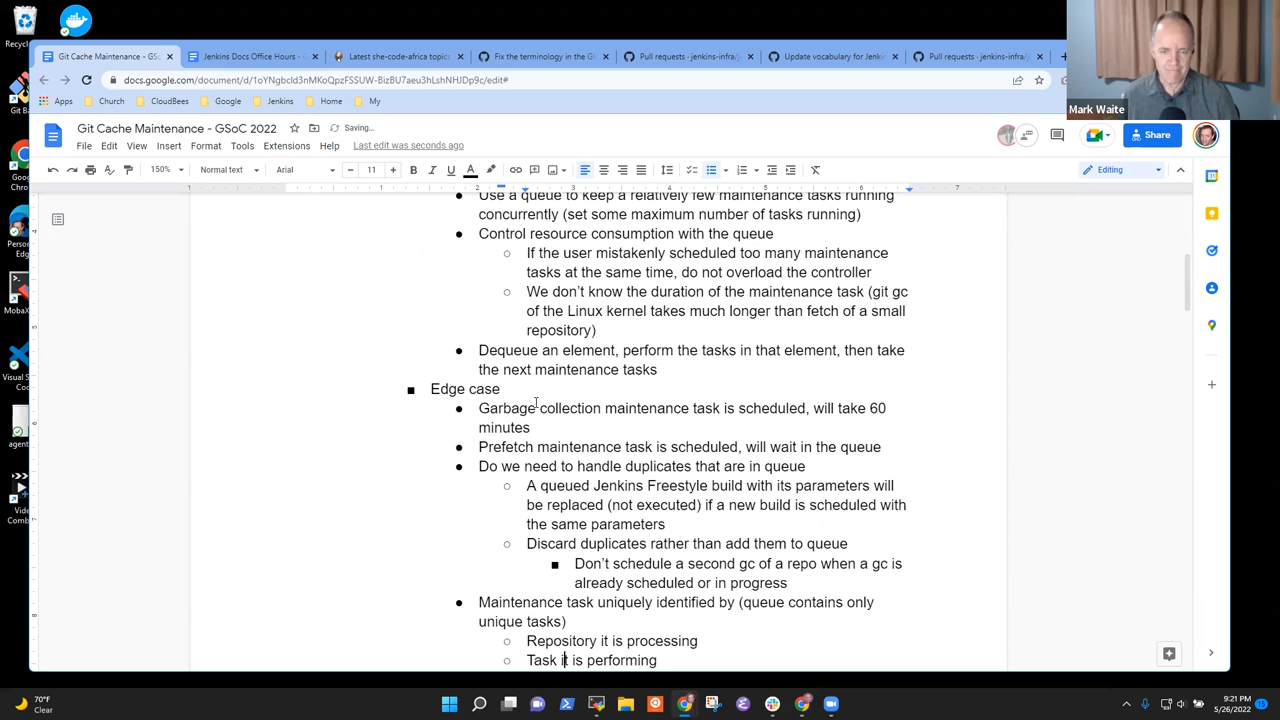 Git Cache Maintenance - GSoC
Jenkins Docs Office Hours - G
Latest she-code-africa topics
Fix the terminology in the G
Pull requests · jenkins-infra/
Update vocabulary for Jenkin
Pull requests · jenkins-infra/j
docs.google.com/document/d/1oYNgbcld3nMKoQpzFSSUW-BizBU7aeu3hLshNHJDp9c/edit#
Apps
Church
CloudBees
Google
Jenkins
Home
My
Mark Waite
Git Cache Maintenance - GSoC 2022
Saving...
File Edit View Insert Format Tools Extensions Help
Last edit was seconds ago
Share
150%
Normal text
Arial
11
Editing
Use a queue to keep a relatively few maintenance tasks running
concurrently (set some maximum number of tasks running)
Control resource consumption with the queue
If the user mistakenly scheduled too many maintenance
tasks at the same time, do not overload the controller
We don't know the duration of the maintenance task (git gc
of the Linux kernel takes much longer than fetch of a small
repository)
Dequeue an element, perform the tasks in that element, then take
the next maintenance tasks
Edge case
Garbage collection maintenance task is scheduled, will take 60
minutes
Prefetch maintenance task is scheduled, will wait in the queue
Do we need to handle duplicates that are in queue
A queued Jenkins Freestyle build with its parameters will
be replaced (not executed) if a new build is scheduled with
the same parameters
Discard duplicates rather than add them to queue
Don't schedule a second gc of a repo when a gc is
already scheduled or in progress
Maintenance task uniquely identified by (queue contains only
unique tasks)
Repository it is processing
Task it is performing
70°F
Clear
9:21 PM
5/26/2022